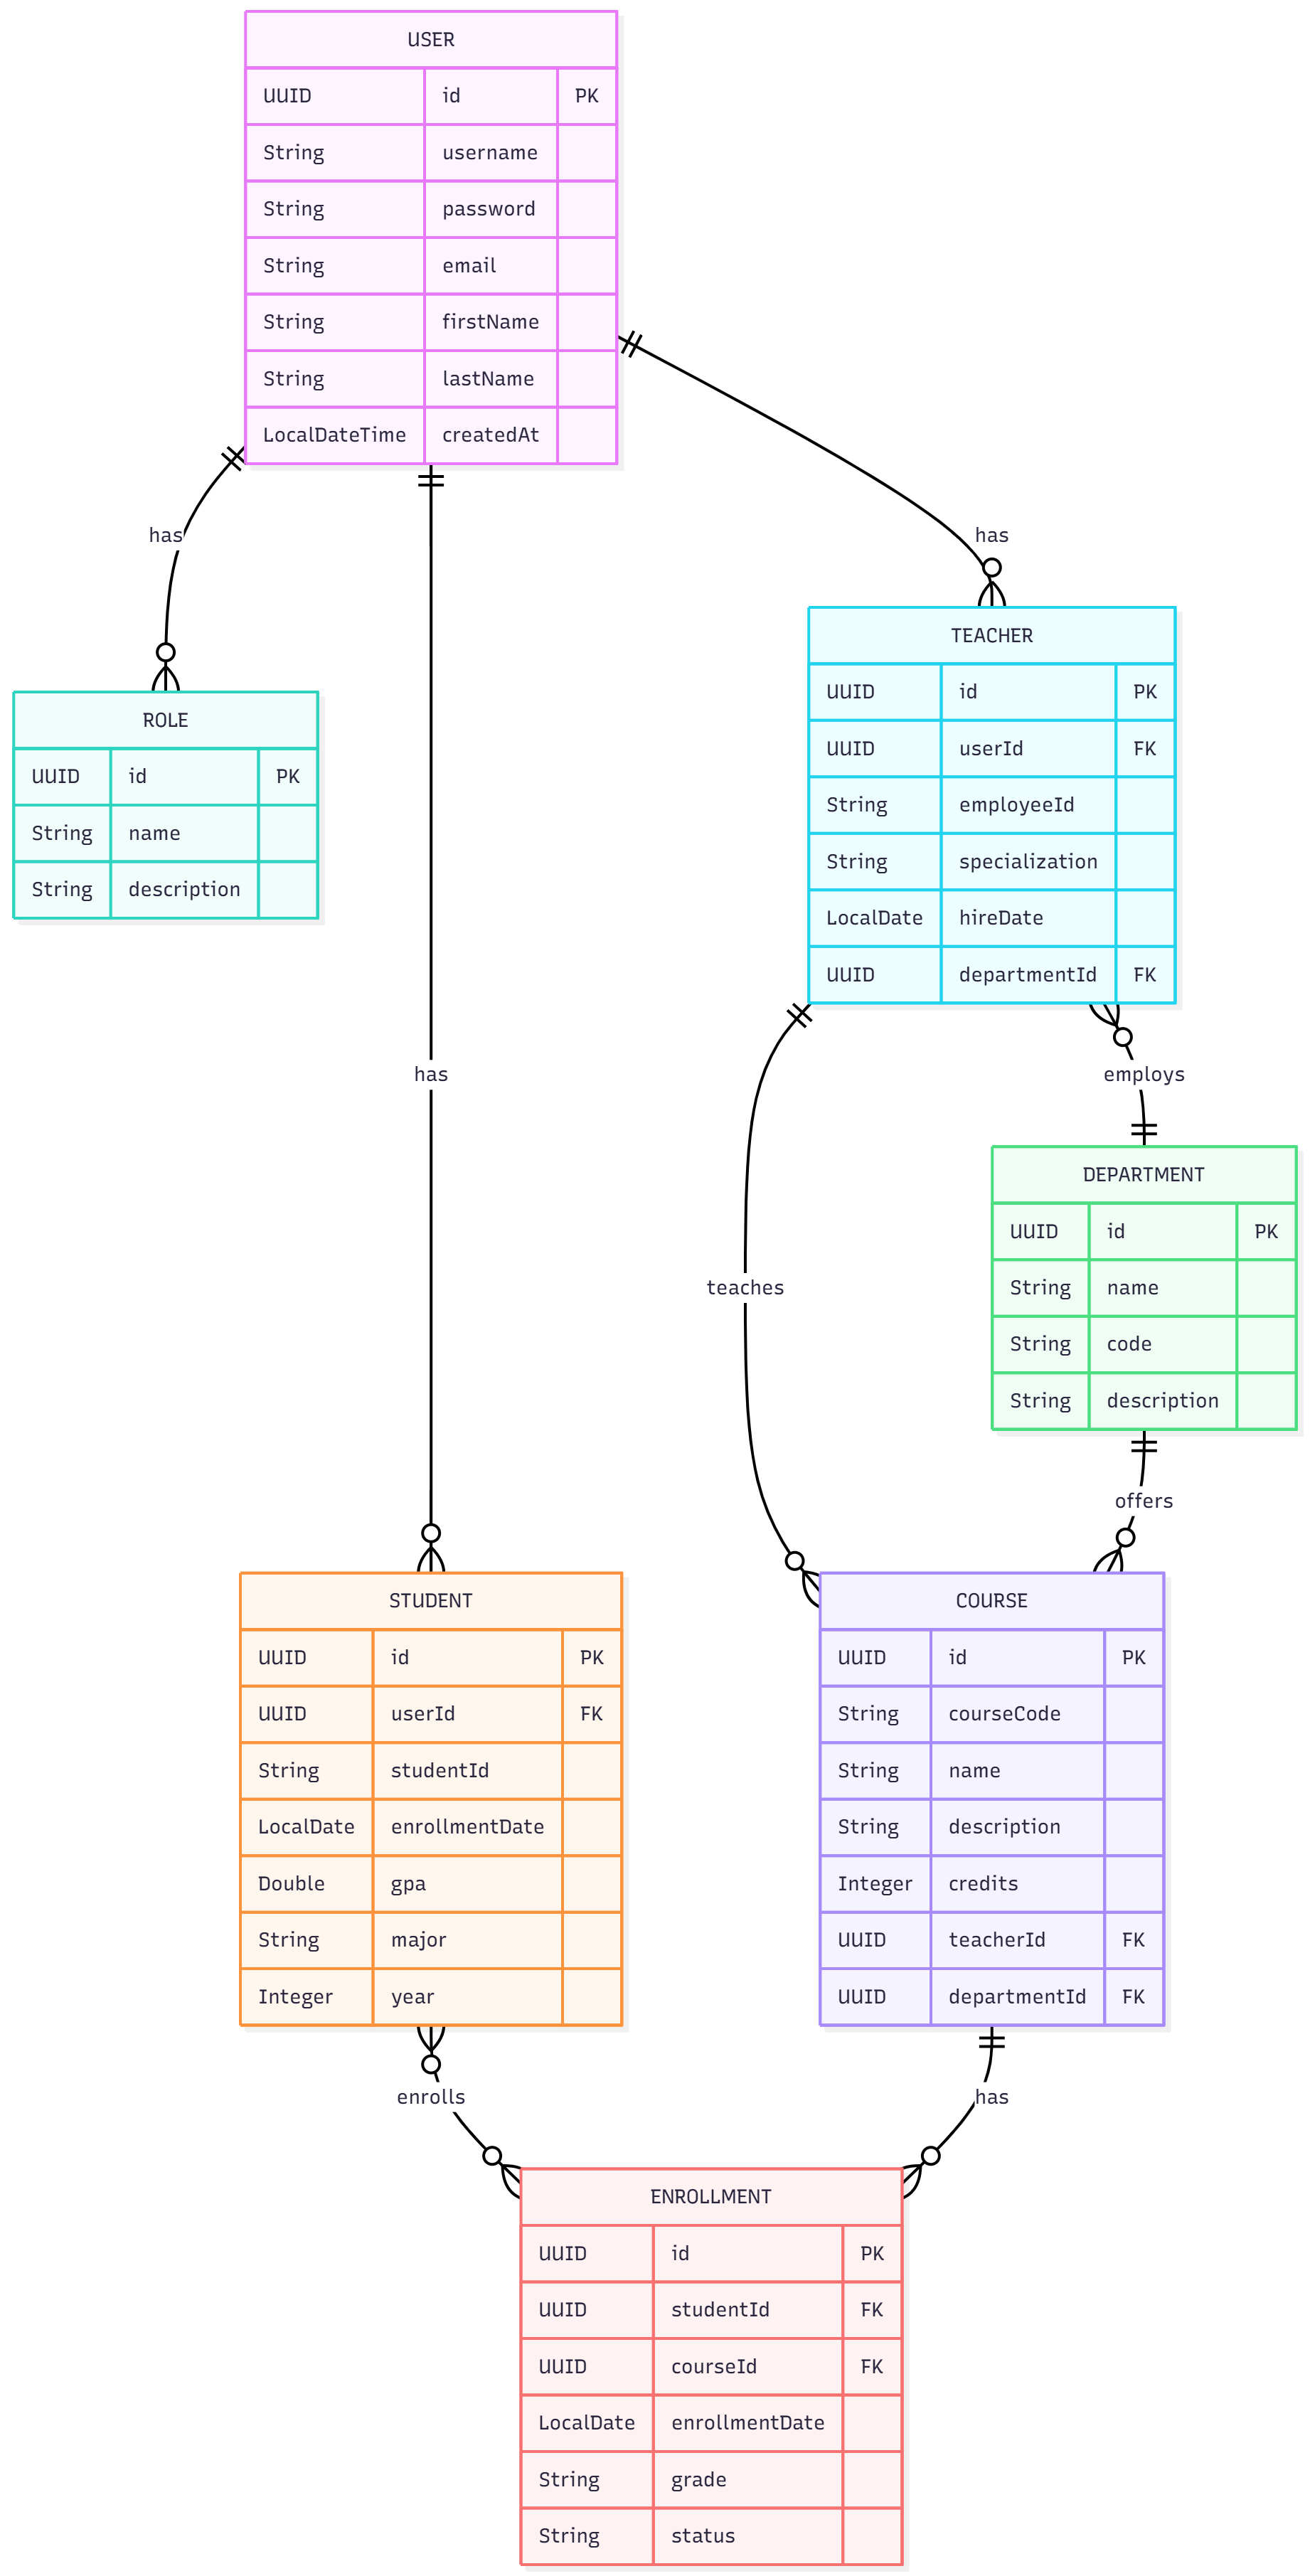 USER
UUID id PK
String username
String password
String email
String firstName
String lastName
LocalDateTime createdAt
has
has
TEACHER
UUID id PK
UUID userId FK
String employeeId
String specialization
LocalDate hireDate
UUID departmentId FK
ROLE
UUID id PK
String name
String description
has
employs
DEPARTMENT
UUID id PK
String name
String code
String description
teaches
offers
STUDENT
UUID id PK
UUID userId FK
String studentId
LocalDate enrollmentDate
Double gpa
String major
Integer year
COURSE
UUID id PK
String courseCode
String name
String description
Integer credits
UUID teacherId FK
UUID departmentId FK
enrolls
has
ENROLLMENT
UUID id PK
UUID studentId FK
UUID courseId FK
LocalDate enrollmentDate
String grade
String status